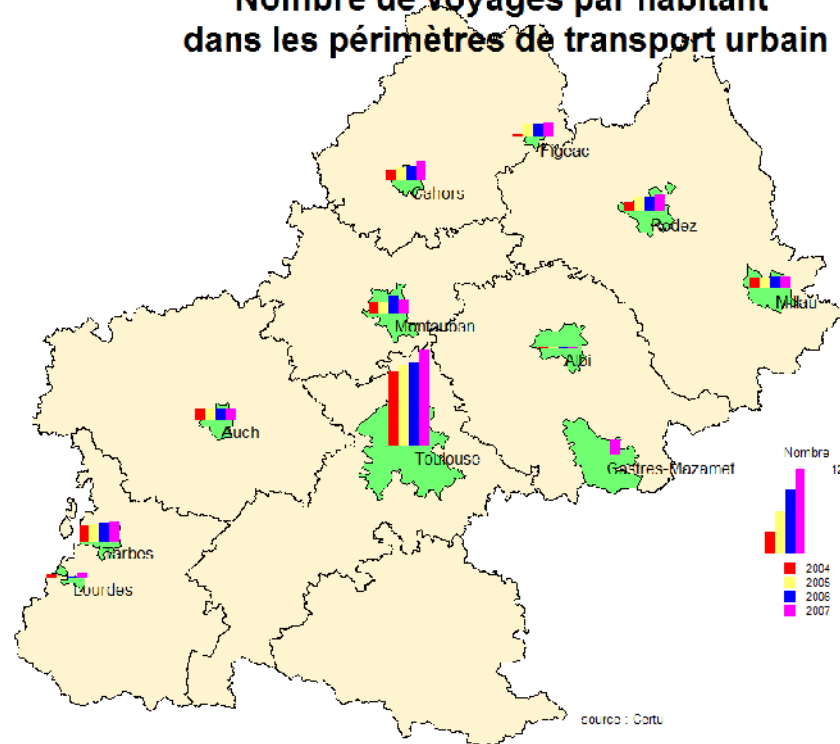 Nombre de voyages par habitant
dans les périmètres de transport urbain
Figeac
Cahors
Rodez
Millau
Montauban
Albi
Auch
Toulouse
Castres-Mazamet
Nombre
12
Tarbes
Lourdes
2004
2005
2006
2007
source : Certu